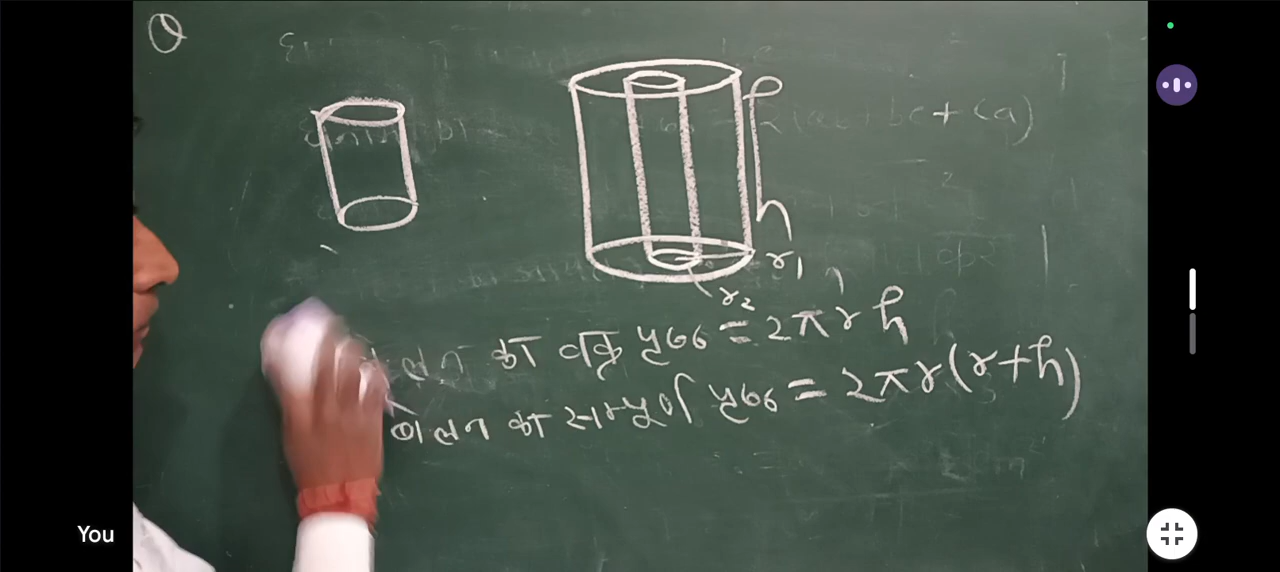 Q
h
r₁
r₂
बेलन का वक्र पृष्ठ = 2πrh
बेलन का सम्पूर्ण पृष्ठ = 2πr(r+h)
You